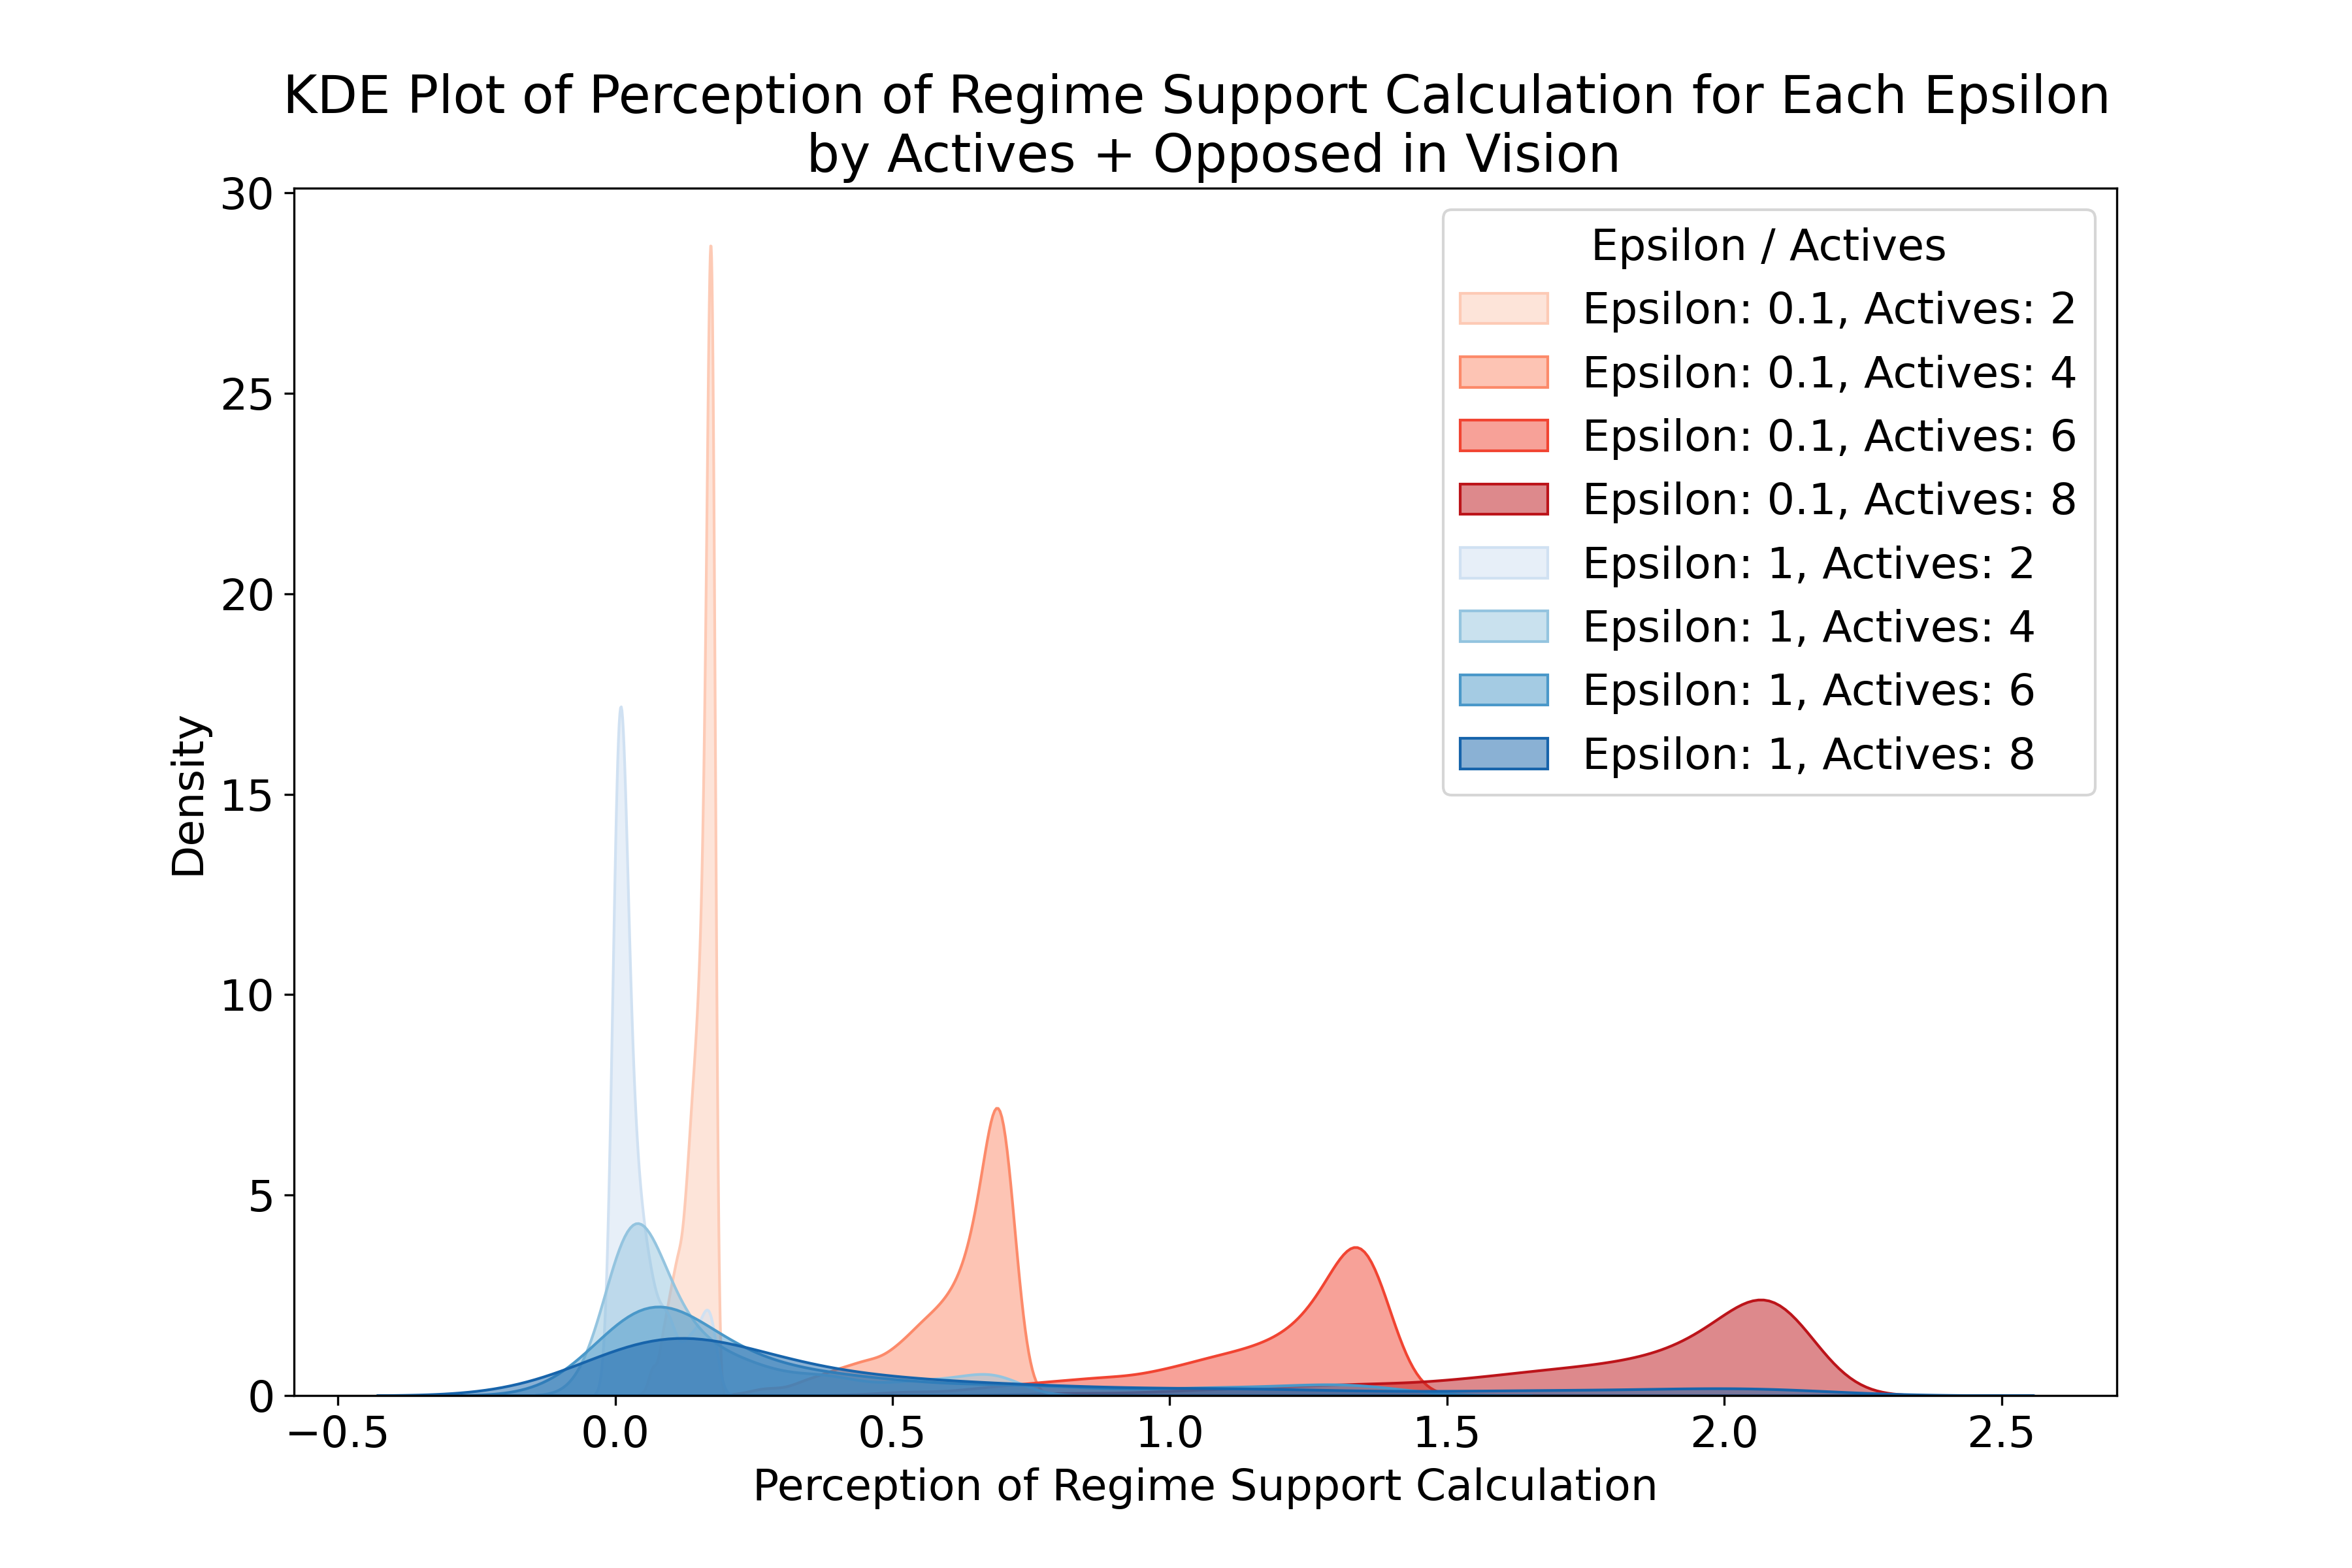 KDE Plot of Perception of Regime Support Calculation for Each Epsilon
by Actives + Opposed in Vision
30
25
20
15
10
5
0
Density
Epsilon / Actives
Epsilon: 0.1, Actives: 2
Epsilon: 0.1, Actives: 4
Epsilon: 0.1, Actives: 6
Epsilon: 0.1, Actives: 8
Epsilon: 1, Actives: 2
Epsilon: 1, Actives: 4
Epsilon: 1, Actives: 6
Epsilon: 1, Actives: 8
−0.5 0.0 0.5 1.0 1.5 2.0 2.5
Perception of Regime Support Calculation